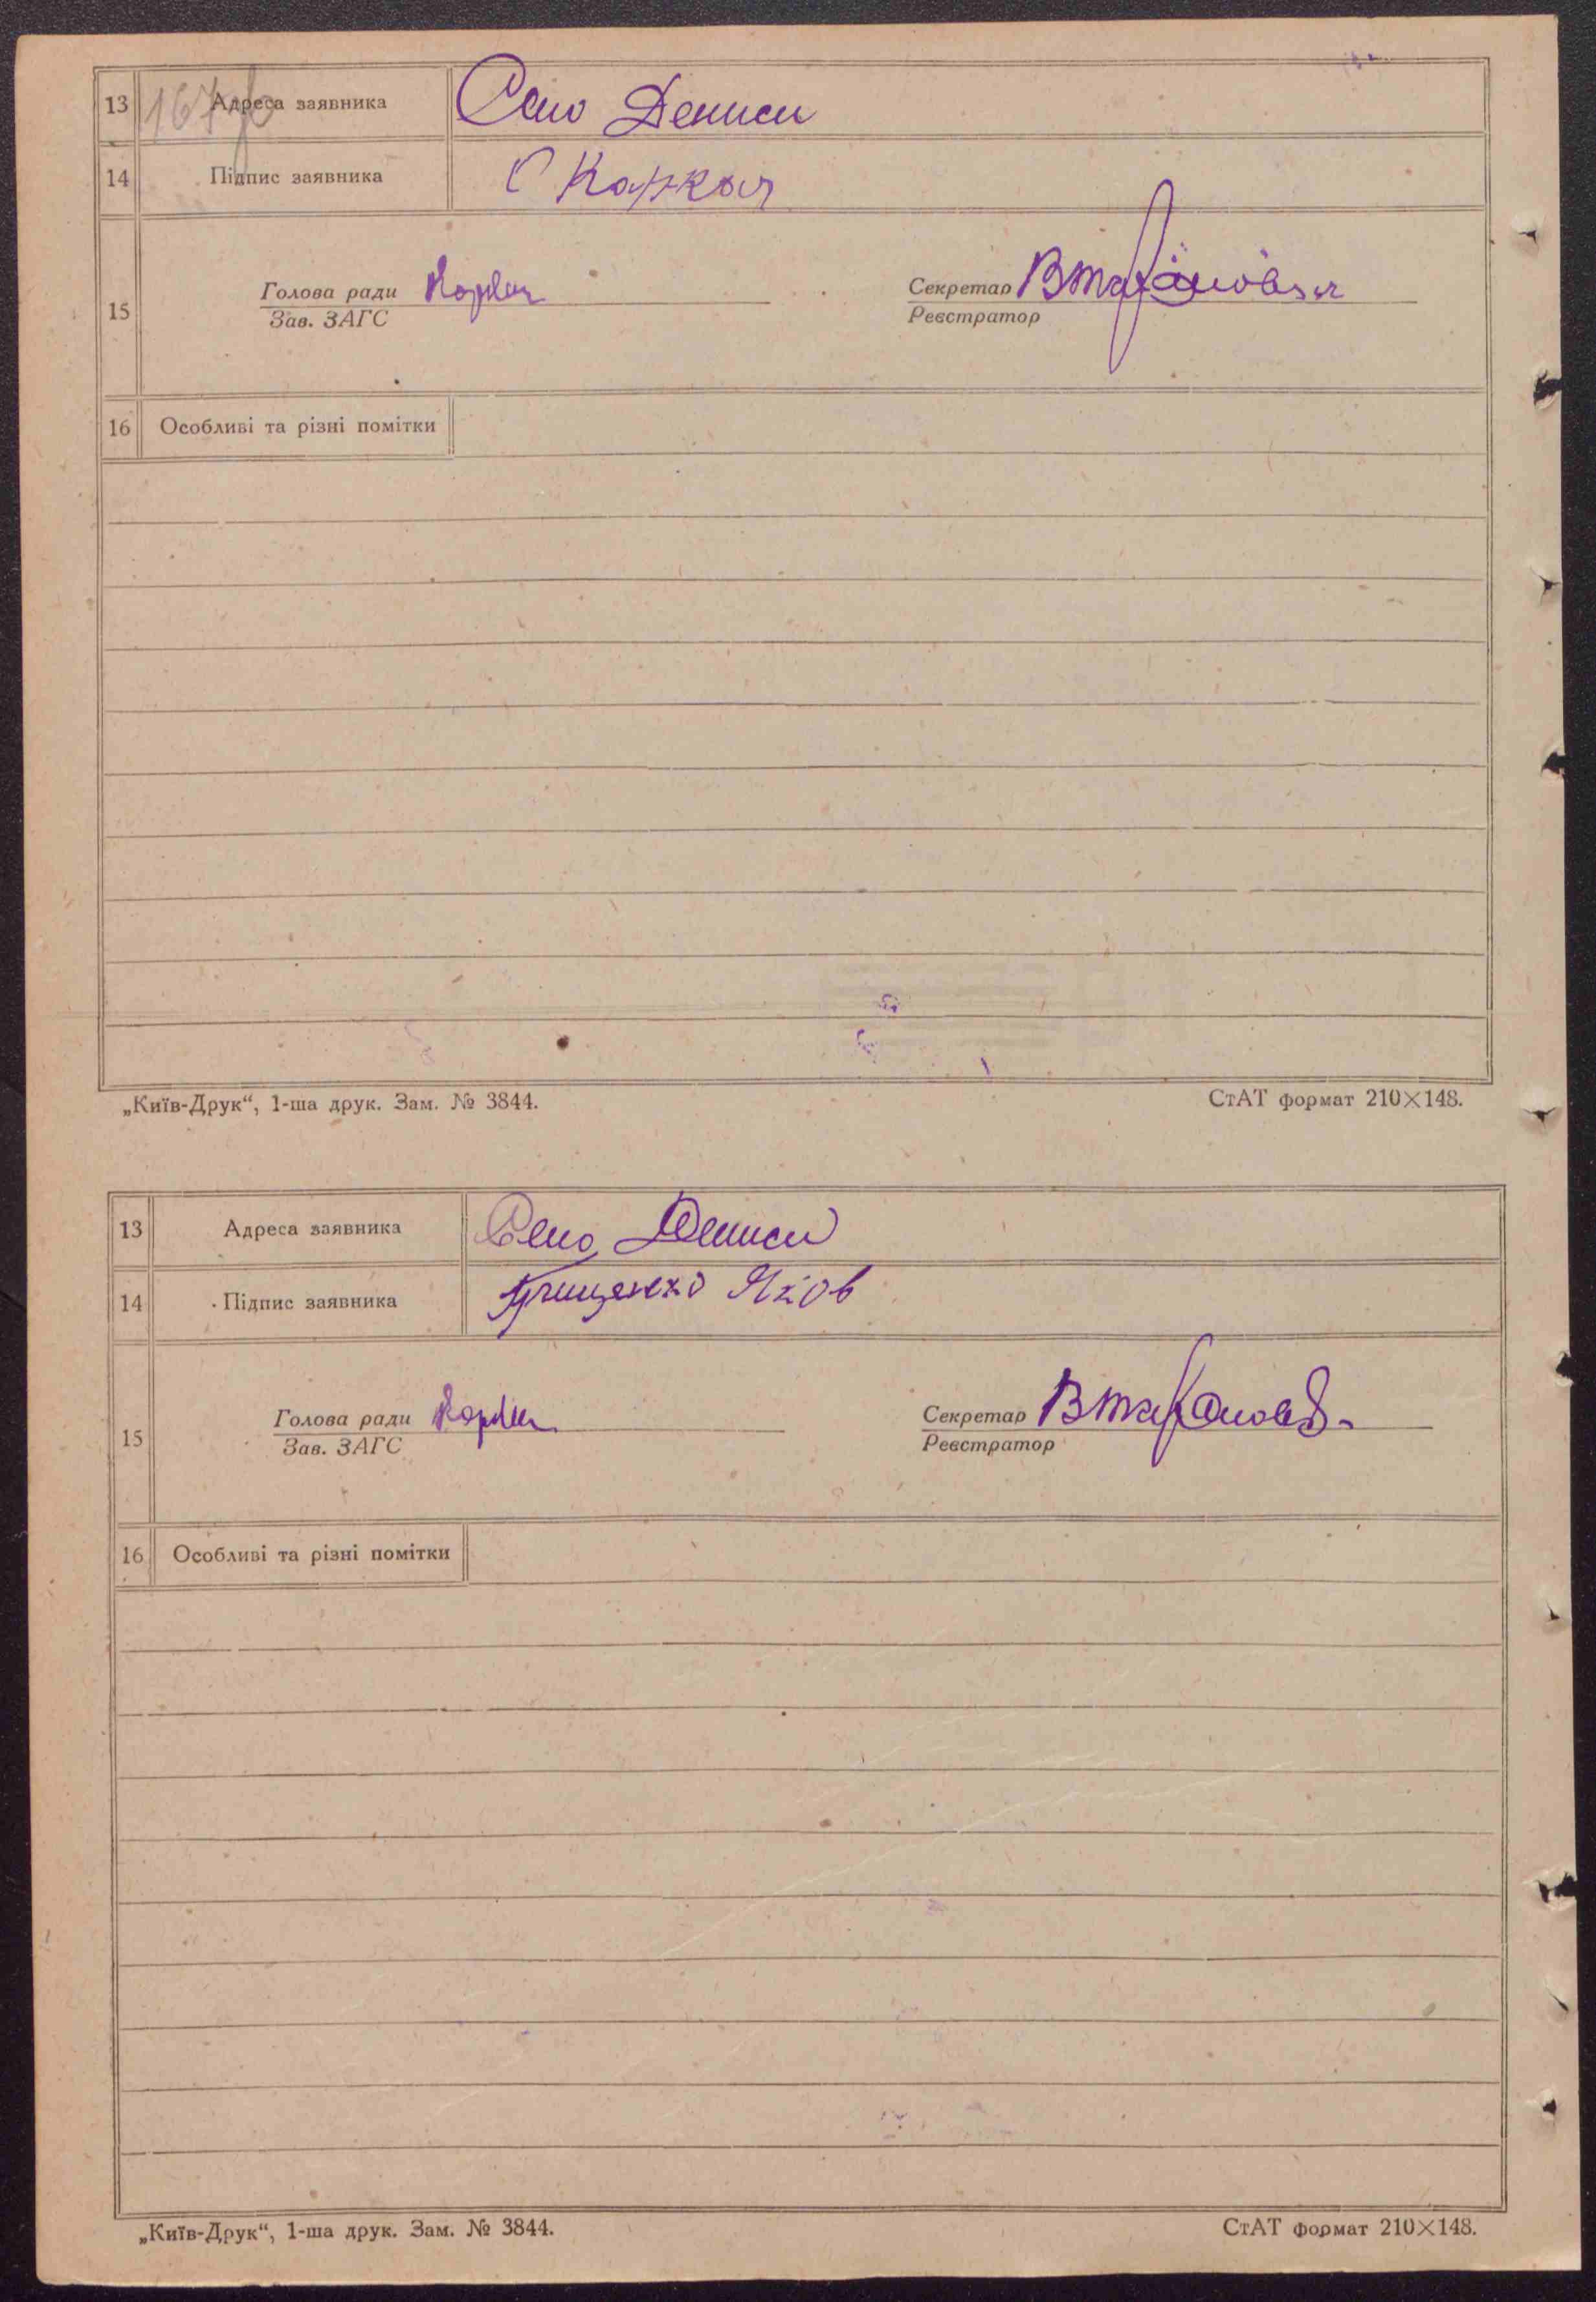 13 Адреса заявника Село Дениси
14 Підпис заявника
15 Голова ради Секретар
Зав. ЗАГС Реєстратор
16 Особливі та різні помітки
„Київ-Друк“, 1-ша друк. Зам. № 3844. СтАТ формат 210×148.
13 Адреса заявника Село Дениси
14 Підпис заявника Грищенко Яков
15 Голова ради Секретар
Зав. ЗАГС Реєстратор
16 Особливі та різні помітки
„Київ-Друк“, 1-ша друк. Зам. № 3844. СтАТ формат 210×148.